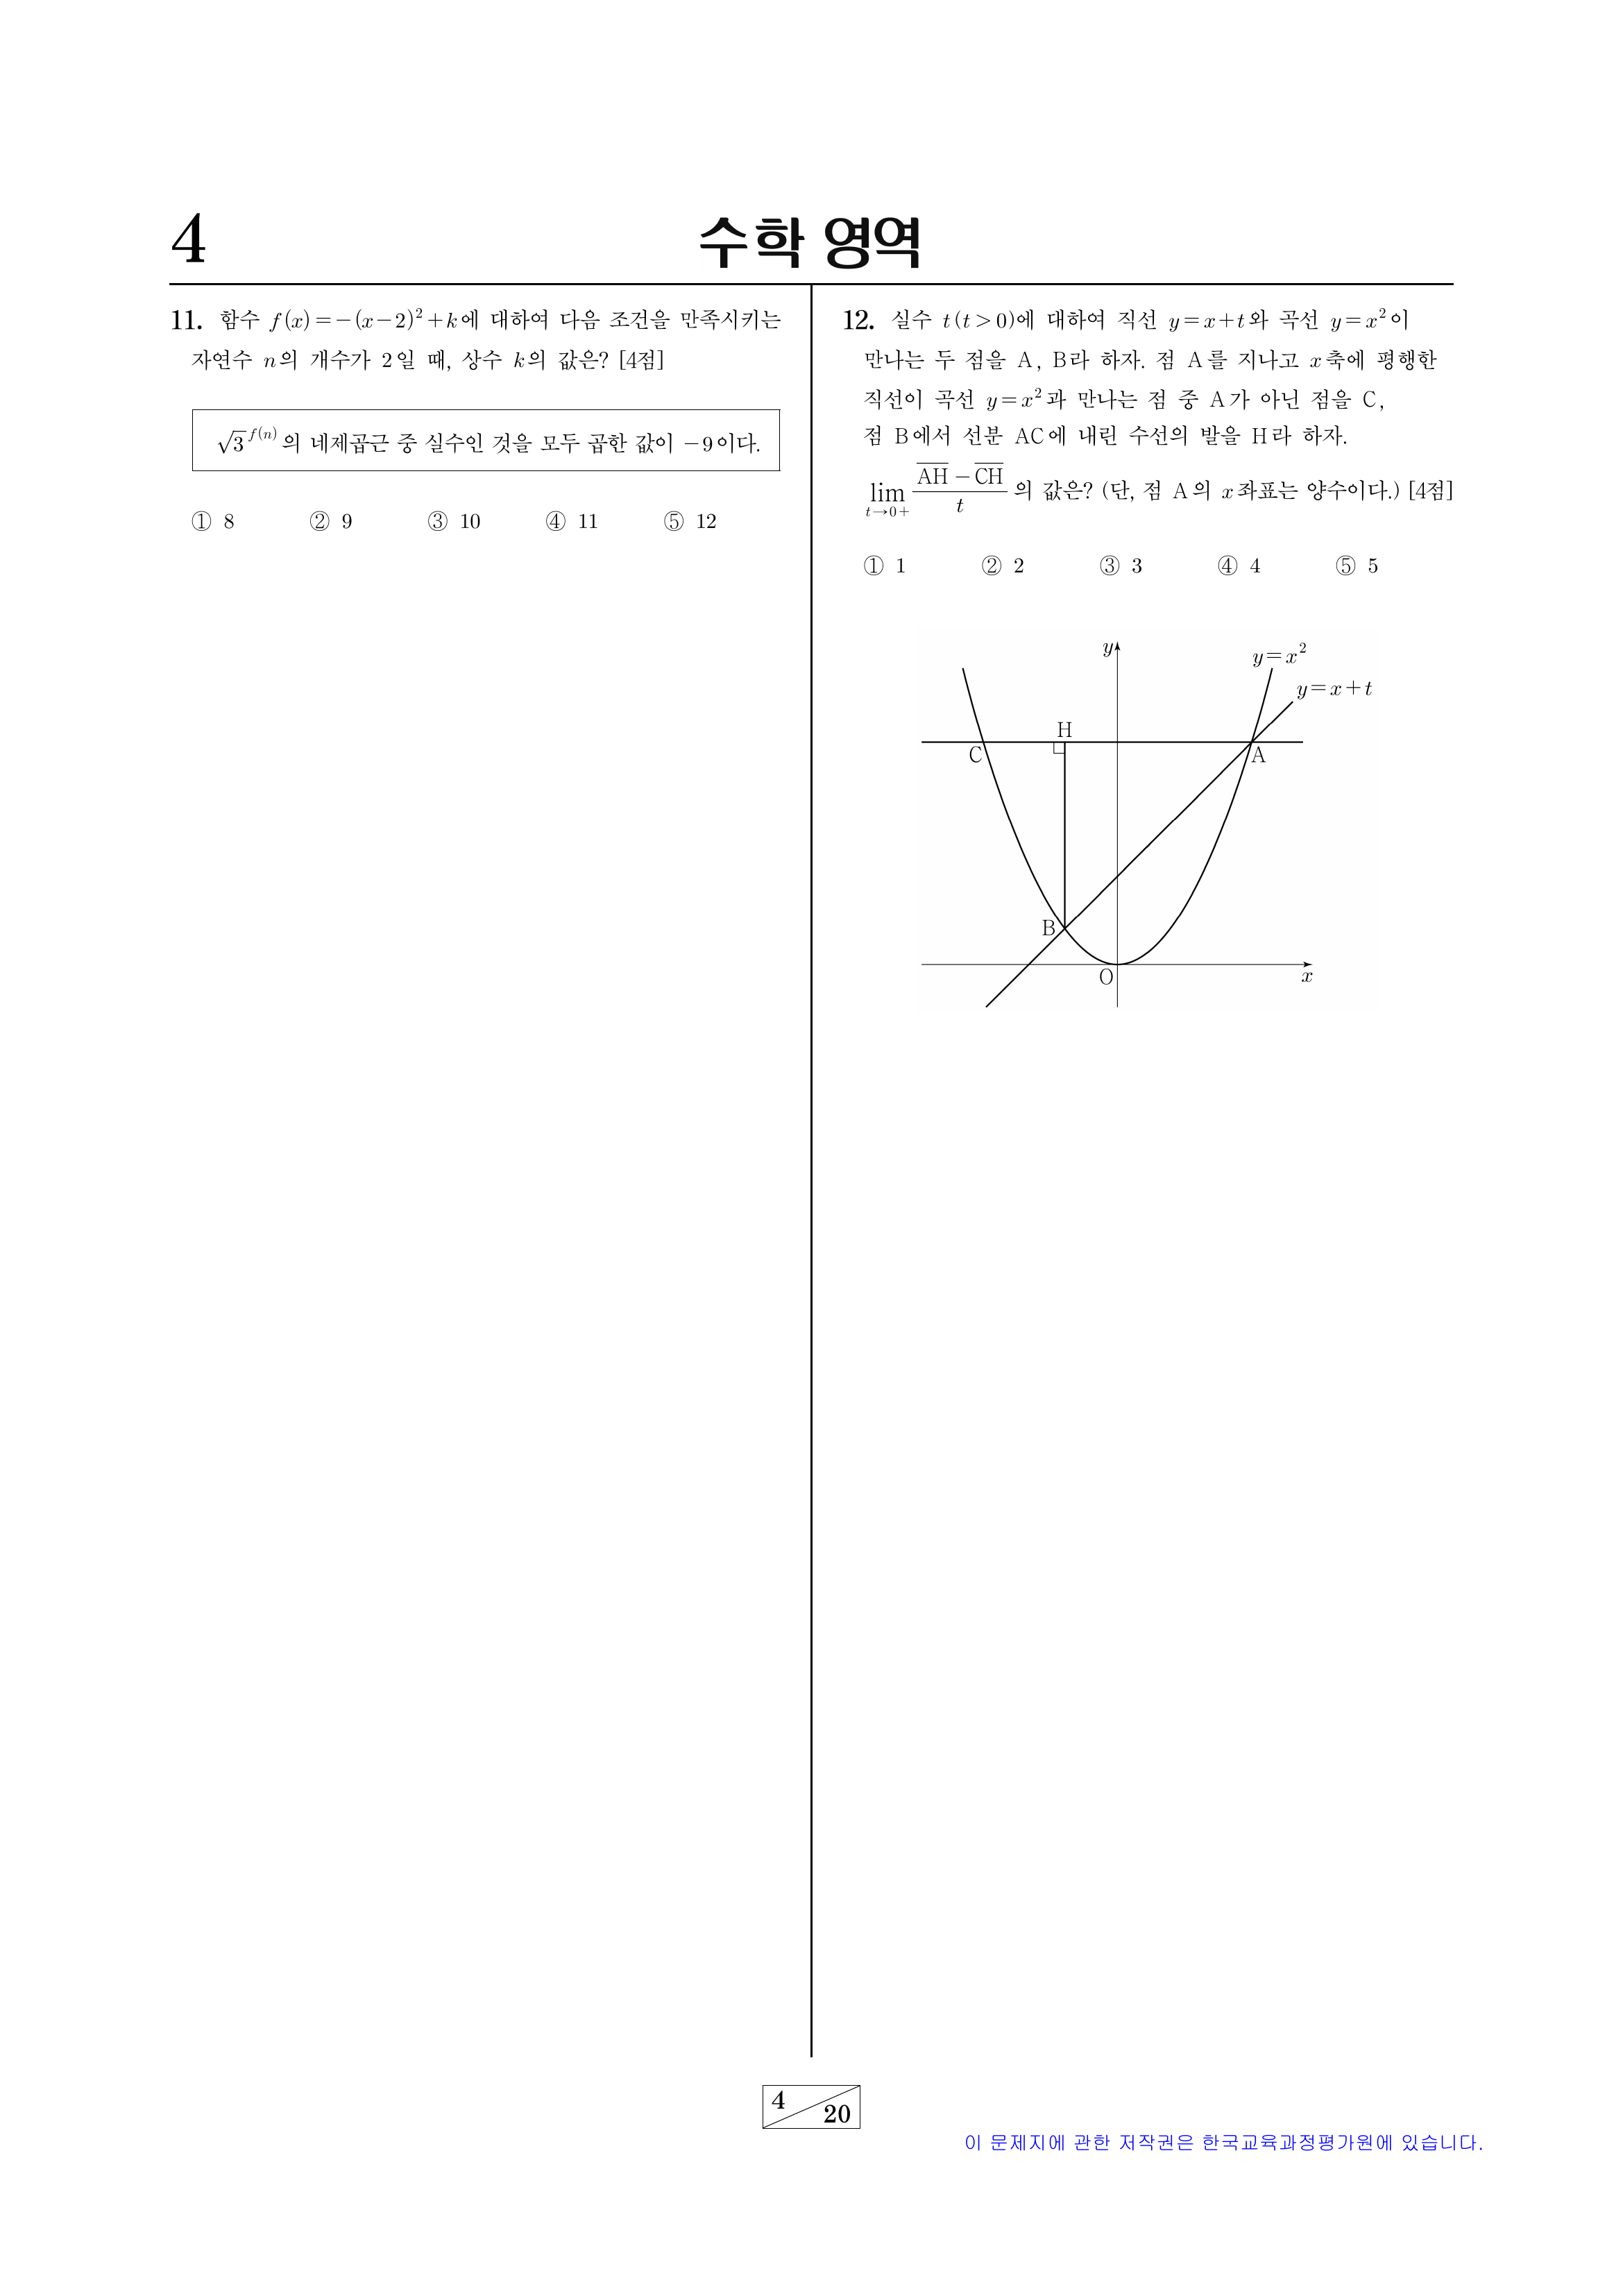 4
수학 영역
11. 함수 f(x)=-(x-2)²+k에 대하여 다음 조건을 만족시키는
자연수 n의 개수가 2일 때, 상수 k의 값은? [4점]
√3^{f(n)}의 네제곱근 중 실수인 것을 모두 곱한 값이 -9이다.
① 8 ② 9 ③ 10 ④ 11 ⑤ 12
12. 실수 t(t>0)에 대하여 직선 y=x+t와 곡선 y=x²이
만나는 두 점을 A, B라 하자. 점 A를 지나고 x축에 평행한
직선이 곡선 y=x²과 만나는 점 중 A가 아닌 점을 C,
점 B에서 선분 AC에 내린 수선의 발을 H라 하자.
lim_{t→0+} (A̅H̅-C̅H̅)/t 의 값은? (단, 점 A의 x좌표는 양수이다.) [4점]
① 1 ② 2 ③ 3 ④ 4 ⑤ 5
y
y=x²
y=x+t
H
C
A
B
O
x
4
20
이 문제지에 관한 저작권은 한국교육과정평가원에 있습니다.